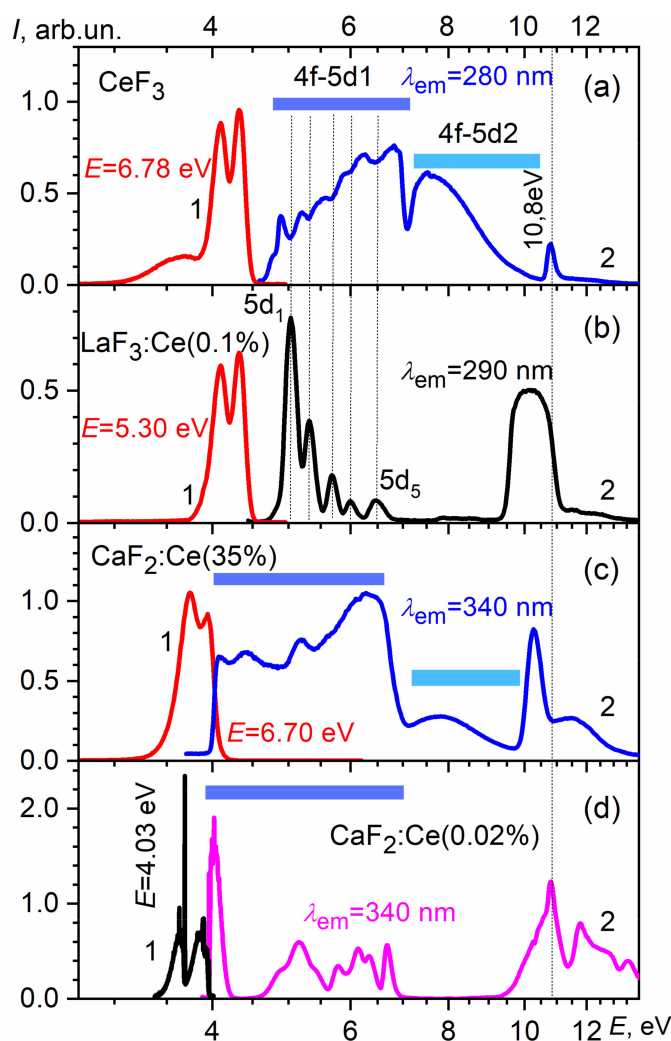 I, arb.un.
4 6 8 10 12
CeF3
4f-5d1
λem=280 nm
(a)
1.0
E=6.78 eV
4f-5d2
0.5
1
10,8eV
2
0.0
5d1
(b)
LaF3:Ce(0.1%)
λem=290 nm
0.5
E=5.30 eV
5d5
1
2
0.0
CaF2:Ce(35%)
(c)
1.0
1
λem=340 nm
0.5
E=6.70 eV
2
0.0
E=4.03 eV
(d)
2.0
CaF2:Ce(0.02%)
1.0
1
λem=340 nm
2
0.0
4 6 8 10 12 E, eV